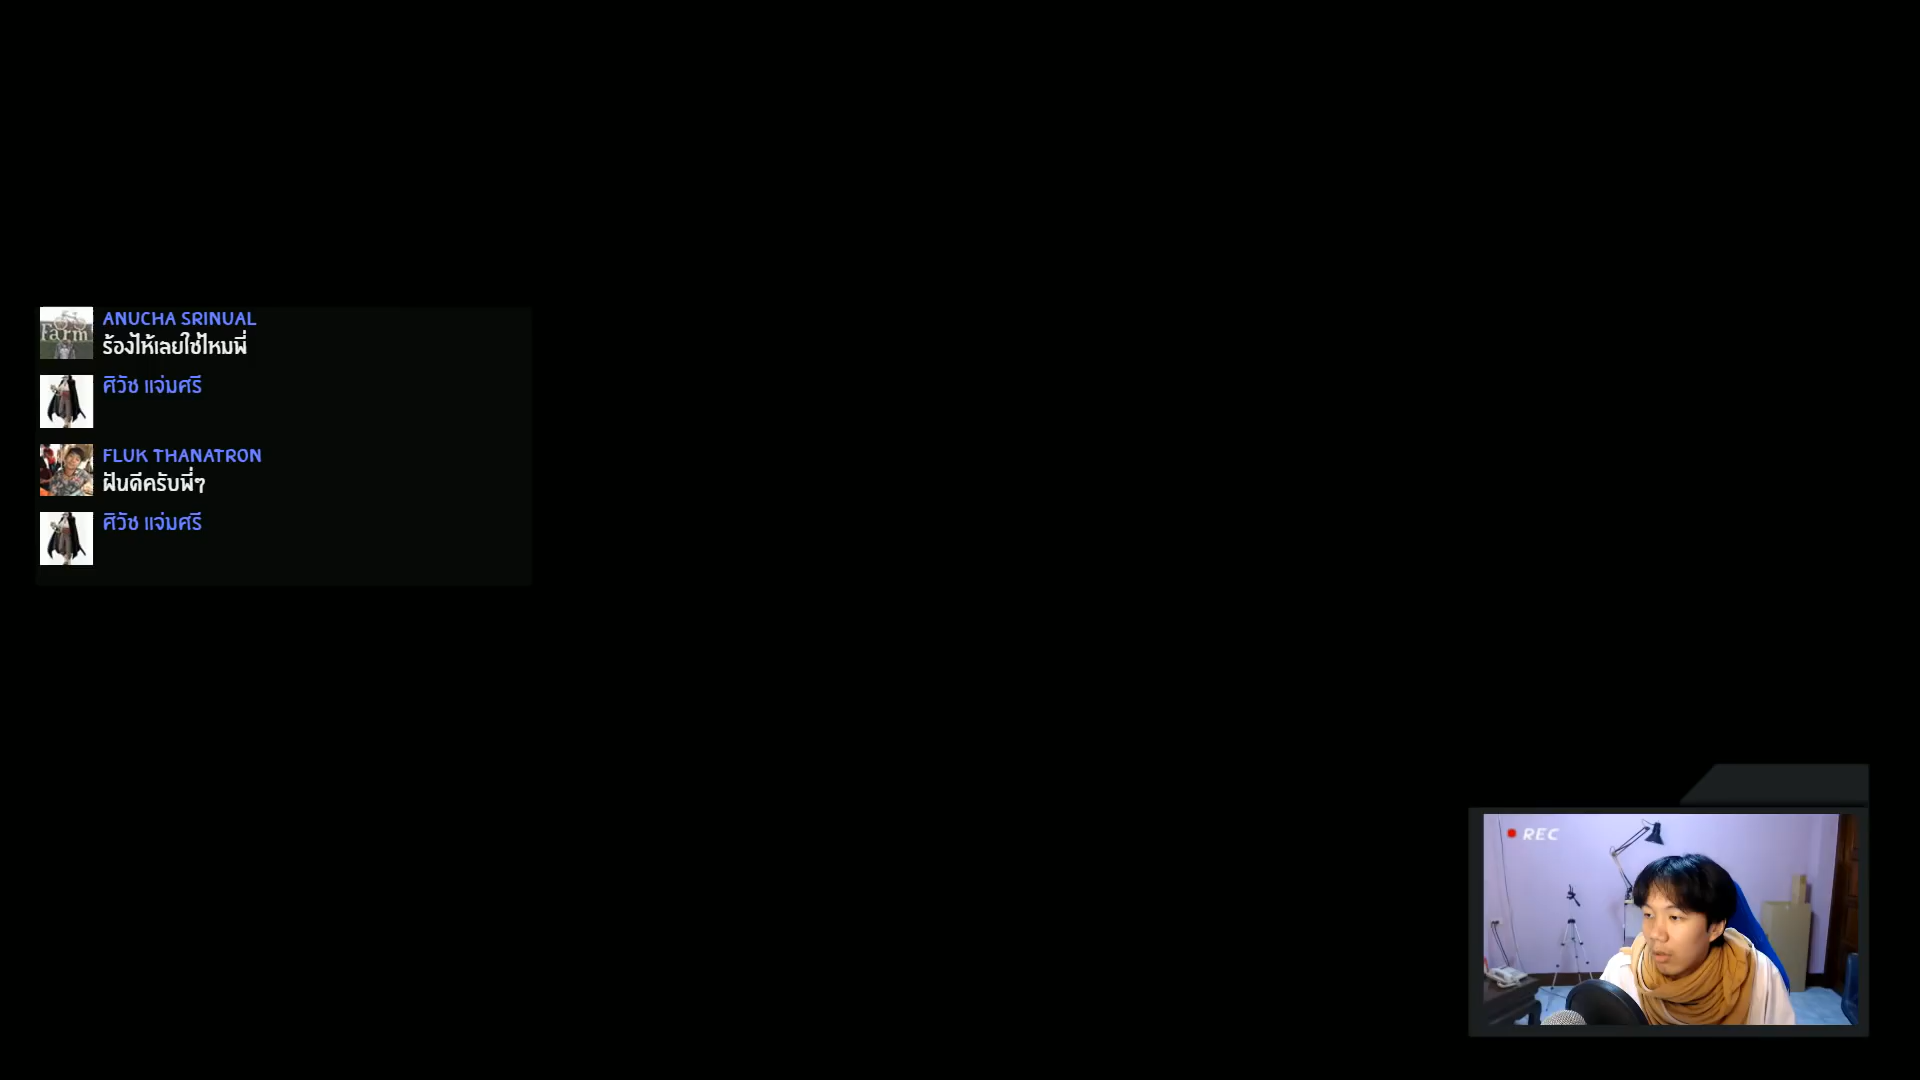 ANUCHA SRINUAL
ร้องไห้เลยใช้ไหมพี่
ศิวัช แจ่มศรี
FLUK THANATRON
ฝันดีครับพี่ๆ
ศิวัช แจ่มศรี
REC
Farm